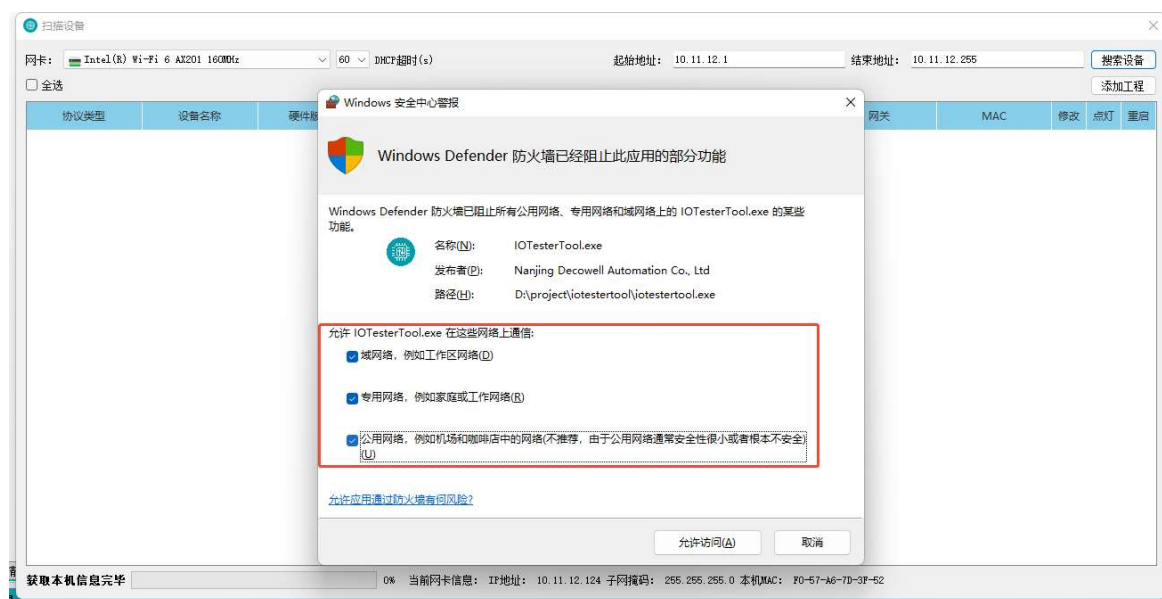 扫描设备
网卡： Intel(R) Wi-Fi 6 AX201 160MHz 60 DHCP超时(s) 起始地址： 10.11.12.1 结束地址： 10.11.12.255 搜索设备
全选 添加工程
协议类型 设备名称 硬件版 网关 MAC 修改 点灯 重启
Windows 安全中心警报
Windows Defender 防火墙已经阻止此应用的部分功能
Windows Defender 防火墙已阻止所有公用网络、专用网络和域网络上的 IOTesterTool.exe 的某些
功能。
名称(N): IOTesterTool.exe
发布者(P): Nanjing Decowell Automation Co., Ltd
路径(H): D:\project\iotestertool\iotestertool.exe
允许 IOTesterTool.exe 在这些网络上通信:
域网络，例如工作区网络(D)
专用网络，例如家庭或工作网络(R)
公用网络，例如机场和咖啡店中的网络(不推荐，由于公用网络通常安全性很小或者根本不安全)
(U)
允许应用通过防火墙有何风险?
允许访问(A) 取消
获取本机信息完毕 0% 当前网卡信息： IP地址： 10.11.12.124 子网掩码： 255.255.255.0 本机MAC： F0-57-A6-7D-3F-52